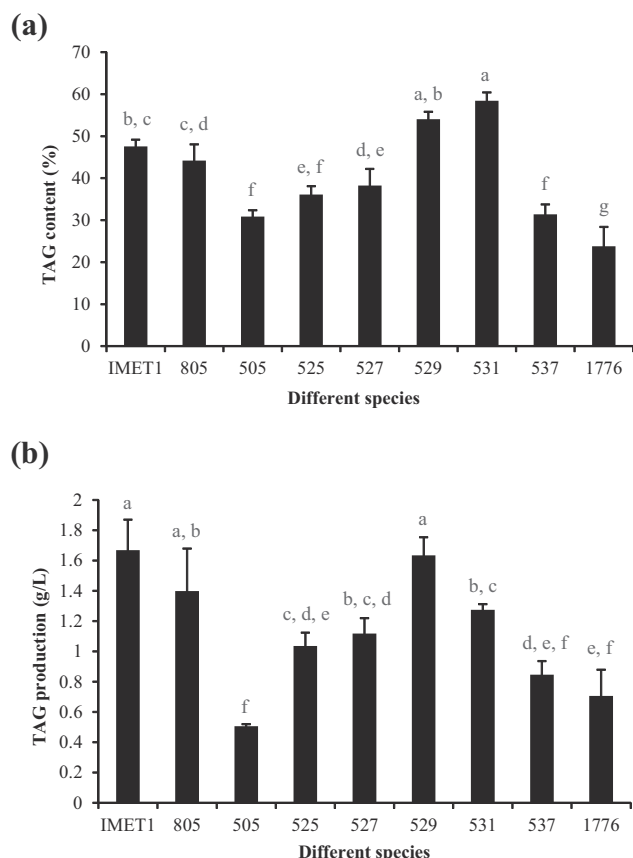 (a)
70
60
50
40
30
20
10
0
TAG content (%)
b, c
c, d
f
e, f
d, e
a, b
a
f
g
IMET1 805 505 525 527 529 531 537 1776
Different species
(b)
2
1.8
1.6
1.4
1.2
1
0.8
0.6
0.4
0.2
0
TAG production (g/L)
a
a, b
f
c, d, e
b, c, d
a
b, c
d, e, f
e, f
IMET1 805 505 525 527 529 531 537 1776
Different species